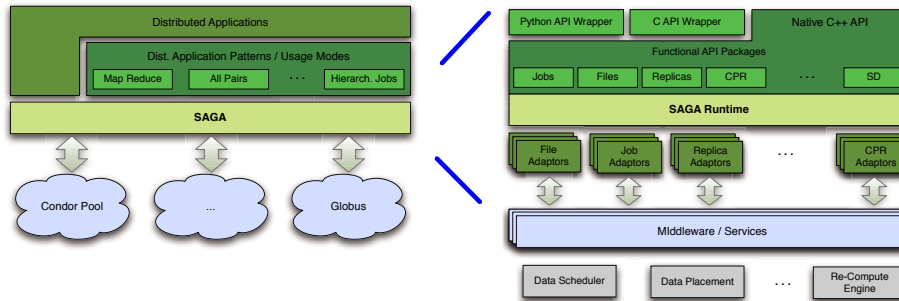 Distributed Applications
Dist. Application Patterns / Usage Modes
Map Reduce
All Pairs
...
Hierarch. Jobs
SAGA
Condor Pool
...
Globus
Python API Wrapper
C API Wrapper
Native C++ API
Functional API Packages
Jobs
Files
Replicas
CPR
...
SD
SAGA Runtime
File
Adaptors
Job
Adaptors
Replica
Adaptors
...
CPR
Adaptors
MIddleware / Services
Data Scheduler
Data Placement
...
Re-Compute
Engine